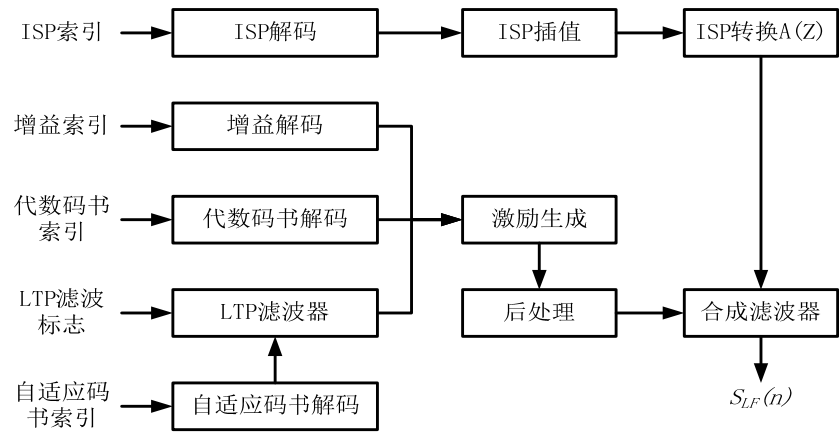 ISP索引
ISP解码
ISP插值
ISP转换A(Z)
增益索引
增益解码
代数码书
索引
代数码书解码
激励生成
LTP滤波
标志
LTP滤波器
后处理
合成滤波器
自适应码
书索引
自适应码书解码
S_{LF}(n)